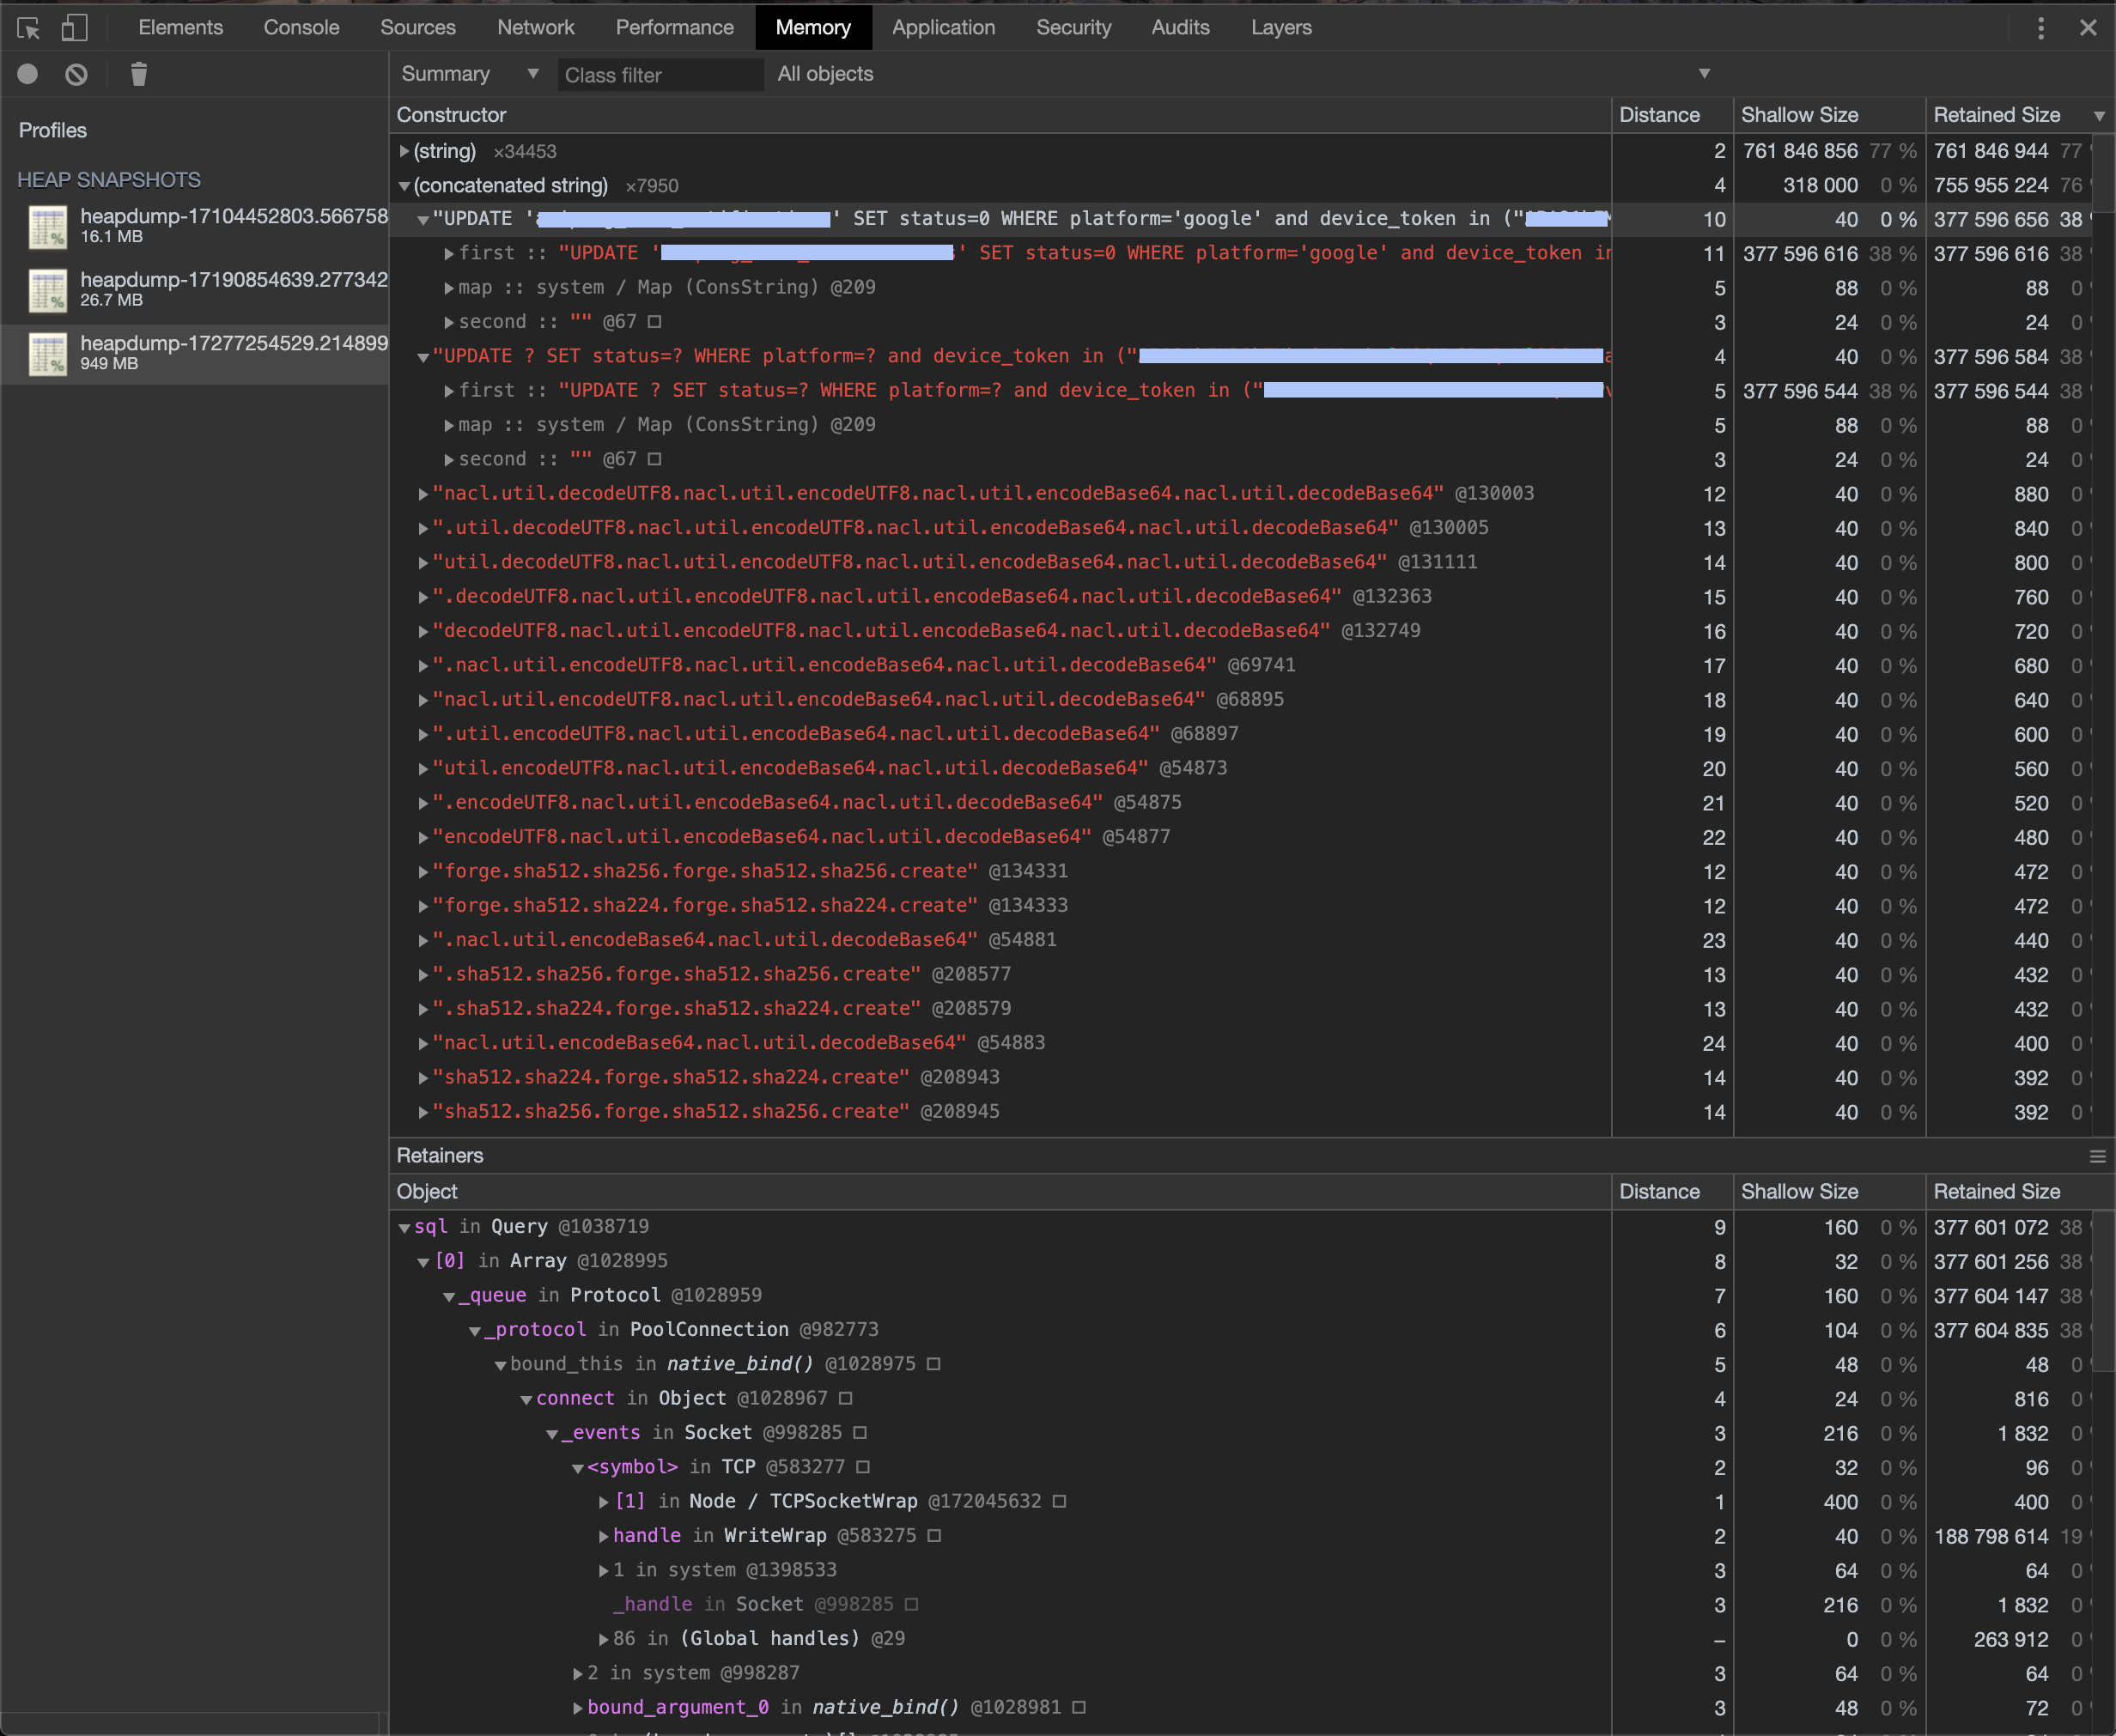 Elements Console Sources Network Performance Memory Application Security Audits Layers
Summary Class filter All objects
Profiles
HEAP SNAPSHOTS
heapdump-17104452803.566758
16.1 MB
heapdump-17190854639.277342
26.7 MB
heapdump-17277254529.214899
949 MB
Constructor Distance Shallow Size Retained Size
(string) ×34453 2 761 846 856 77 % 761 846 944 77
(concatenated string) ×7950 4 318 000 0 % 755 955 224 76
"UPDATE ' ' SET status=0 WHERE platform='google' and device_token in (" 10 40 0 % 377 596 656 38
first :: "UPDATE ' ' SET status=0 WHERE platform='google' and device_token in 11 377 596 616 38 % 377 596 616 38
map :: system / Map (ConsString) @209 5 88 0 % 88 0
second :: "" @67 3 24 0 % 24 0
"UPDATE ? SET status=? WHERE platform=? and device_token in (" 4 40 0 % 377 596 584 38
first :: "UPDATE ? SET status=? WHERE platform=? and device_token in (" 5 377 596 544 38 % 377 596 544 38
map :: system / Map (ConsString) @209 5 88 0 % 88 0
second :: "" @67 3 24 0 % 24 0
"nacl.util.decodeUTF8.nacl.util.encodeUTF8.nacl.util.encodeBase64.nacl.util.decodeBase64" @130003 12 40 0 % 880 0
".util.decodeUTF8.nacl.util.encodeUTF8.nacl.util.encodeBase64.nacl.util.decodeBase64" @130005 13 40 0 % 840 0
"util.decodeUTF8.nacl.util.encodeUTF8.nacl.util.encodeBase64.nacl.util.decodeBase64" @131111 14 40 0 % 800 0
".decodeUTF8.nacl.util.encodeUTF8.nacl.util.encodeBase64.nacl.util.decodeBase64" @132363 15 40 0 % 760 0
"decodeUTF8.nacl.util.encodeUTF8.nacl.util.encodeBase64.nacl.util.decodeBase64" @132749 16 40 0 % 720 0
".nacl.util.encodeUTF8.nacl.util.encodeBase64.nacl.util.decodeBase64" @69741 17 40 0 % 680 0
"nacl.util.encodeUTF8.nacl.util.encodeBase64.nacl.util.decodeBase64" @68895 18 40 0 % 640 0
".util.encodeUTF8.nacl.util.encodeBase64.nacl.util.decodeBase64" @68897 19 40 0 % 600 0
"util.encodeUTF8.nacl.util.encodeBase64.nacl.util.decodeBase64" @54873 20 40 0 % 560 0
".encodeUTF8.nacl.util.encodeBase64.nacl.util.decodeBase64" @54875 21 40 0 % 520 0
"encodeUTF8.nacl.util.encodeBase64.nacl.util.decodeBase64" @54877 22 40 0 % 480 0
"forge.sha512.sha256.forge.sha512.sha256.create" @134331 12 40 0 % 472 0
"forge.sha512.sha224.forge.sha512.sha224.create" @134333 12 40 0 % 472 0
".nacl.util.encodeBase64.nacl.util.decodeBase64" @54881 23 40 0 % 440 0
".sha512.sha256.forge.sha512.sha256.create" @208577 13 40 0 % 432 0
".sha512.sha224.forge.sha512.sha224.create" @208579 13 40 0 % 432 0
"nacl.util.encodeBase64.nacl.util.decodeBase64" @54883 24 40 0 % 400 0
"sha512.sha224.forge.sha512.sha224.create" @208943 14 40 0 % 392 0
"sha512.sha256.forge.sha512.sha256.create" @208945 14 40 0 % 392 0
Retainers
Object Distance Shallow Size Retained Size
sql in Query @1038719 9 160 0 % 377 601 072 38
[0] in Array @1028995 8 32 0 % 377 601 256 38
_queue in Protocol @1028959 7 160 0 % 377 604 147 38
_protocol in PoolConnection @982773 6 104 0 % 377 604 835 38
bound_this in native_bind() @1028975 5 48 0 % 48 0
connect in Object @1028967 4 24 0 % 816 0
_events in Socket @998285 3 216 0 % 1 832 0
<symbol> in TCP @583277 2 32 0 % 96 0
[1] in Node / TCPSocketWrap @172045632 1 400 0 % 400 0
handle in WriteWrap @583275 2 40 0 % 188 798 614 19
1 in system @1398533 3 64 0 % 64 0
_handle in Socket @998285 3 216 0 % 1 832 0
86 in (Global handles) @29 – 0 0 % 263 912 0
2 in system @998287 3 64 0 % 64 0
bound_argument_0 in native_bind() @1028981 3 48 0 % 72 0